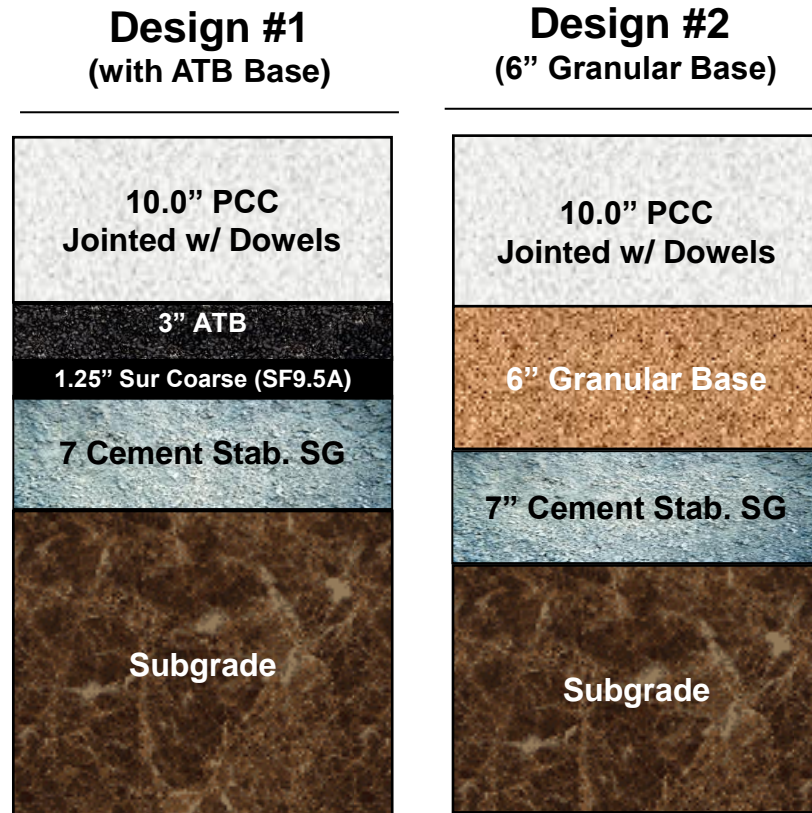 Design #1
(with ATB Base)
10.0” PCC
Jointed w/ Dowels
3” ATB
1.25” Sur Coarse (SF9.5A)
7 Cement Stab. SG
Subgrade
Design #2
(6” Granular Base)
10.0” PCC
Jointed w/ Dowels
6” Granular Base
7” Cement Stab. SG
Subgrade